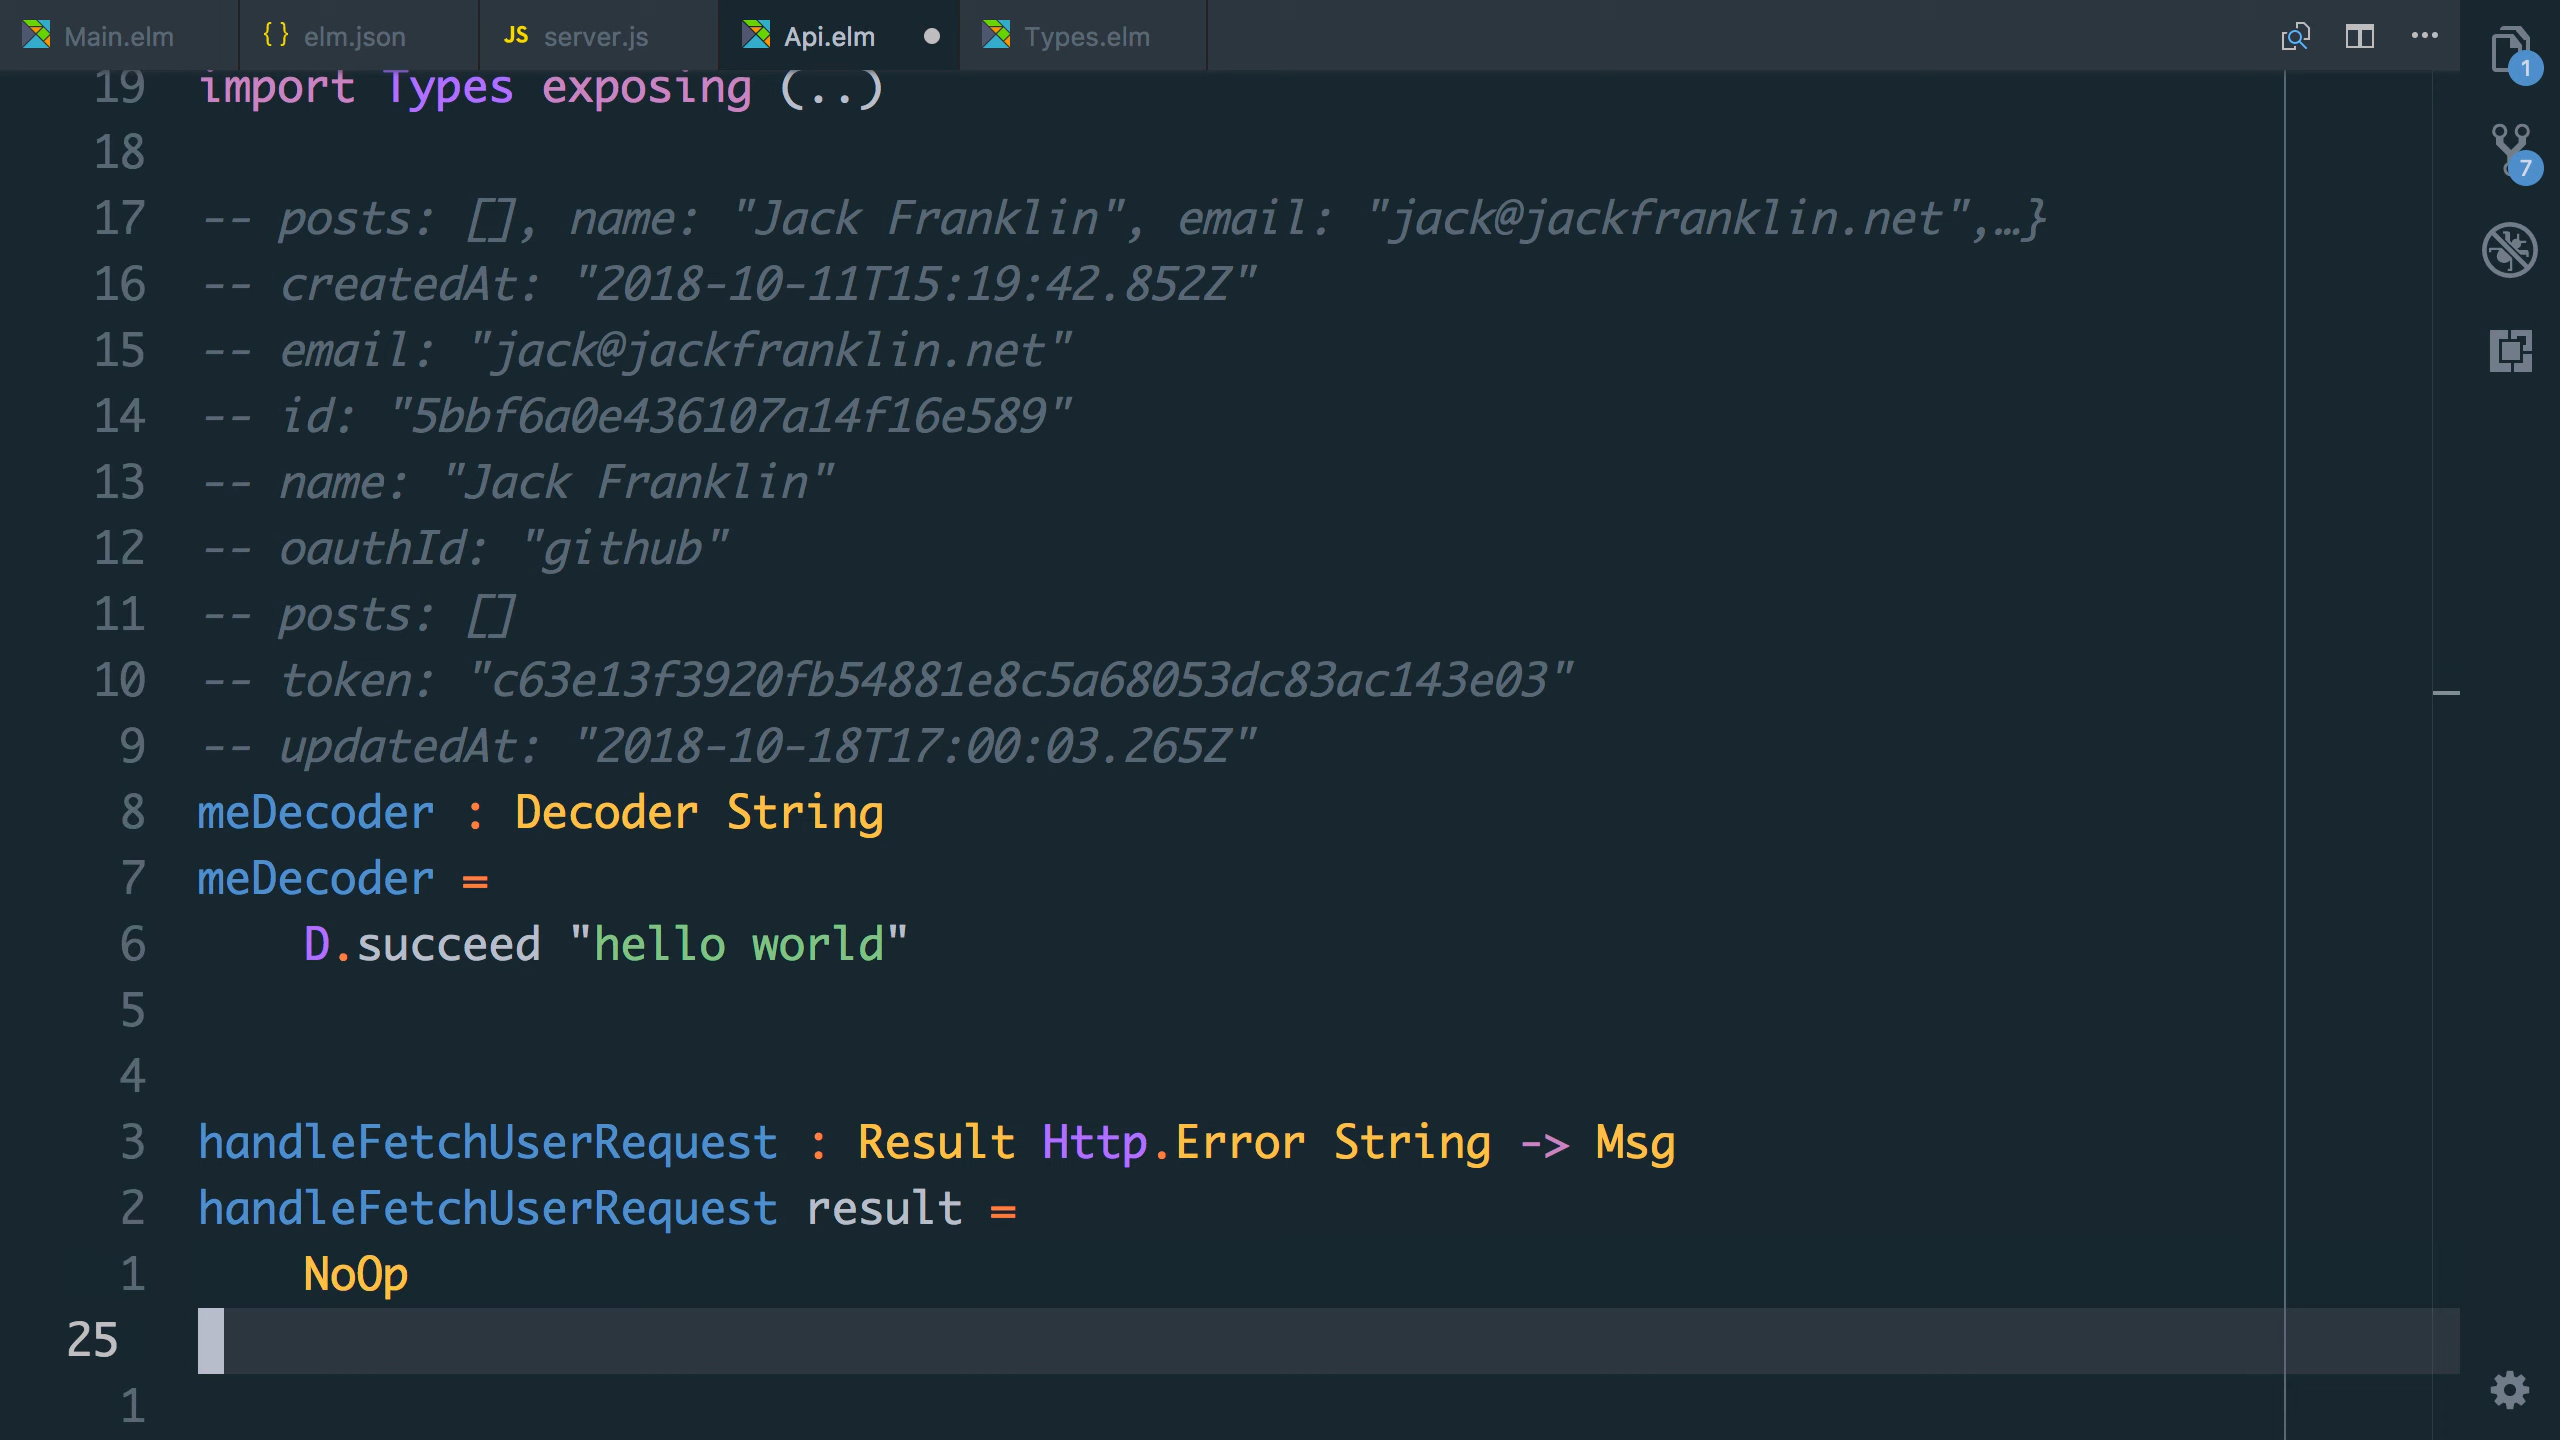 Main.elm { } elm.json JS server.js Api.elm Types.elm
19 import Types exposing (..)
1
18
7
17 -- posts: [], name: "Jack Franklin", email: "jack@jackfranklin.net",…}
16 -- createdAt: "2018-10-11T15:19:42.852Z"
15 -- email: "jack@jackfranklin.net"
14 -- id: "5bbf6a0e436107a14f16e589"
13 -- name: "Jack Franklin"
12 -- oauthId: "github"
11 -- posts: []
10 -- token: "c63e13f3920fb54881e8c5a68053dc83ac143e03"
9 -- updatedAt: "2018-10-18T17:00:03.265Z"
8 meDecoder : Decoder String
7 meDecoder =
6 D.succeed "hello world"
5
4
3 handleFetchUserRequest : Result Http.Error String -> Msg
2 handleFetchUserRequest result =
1 NoOp
25
1